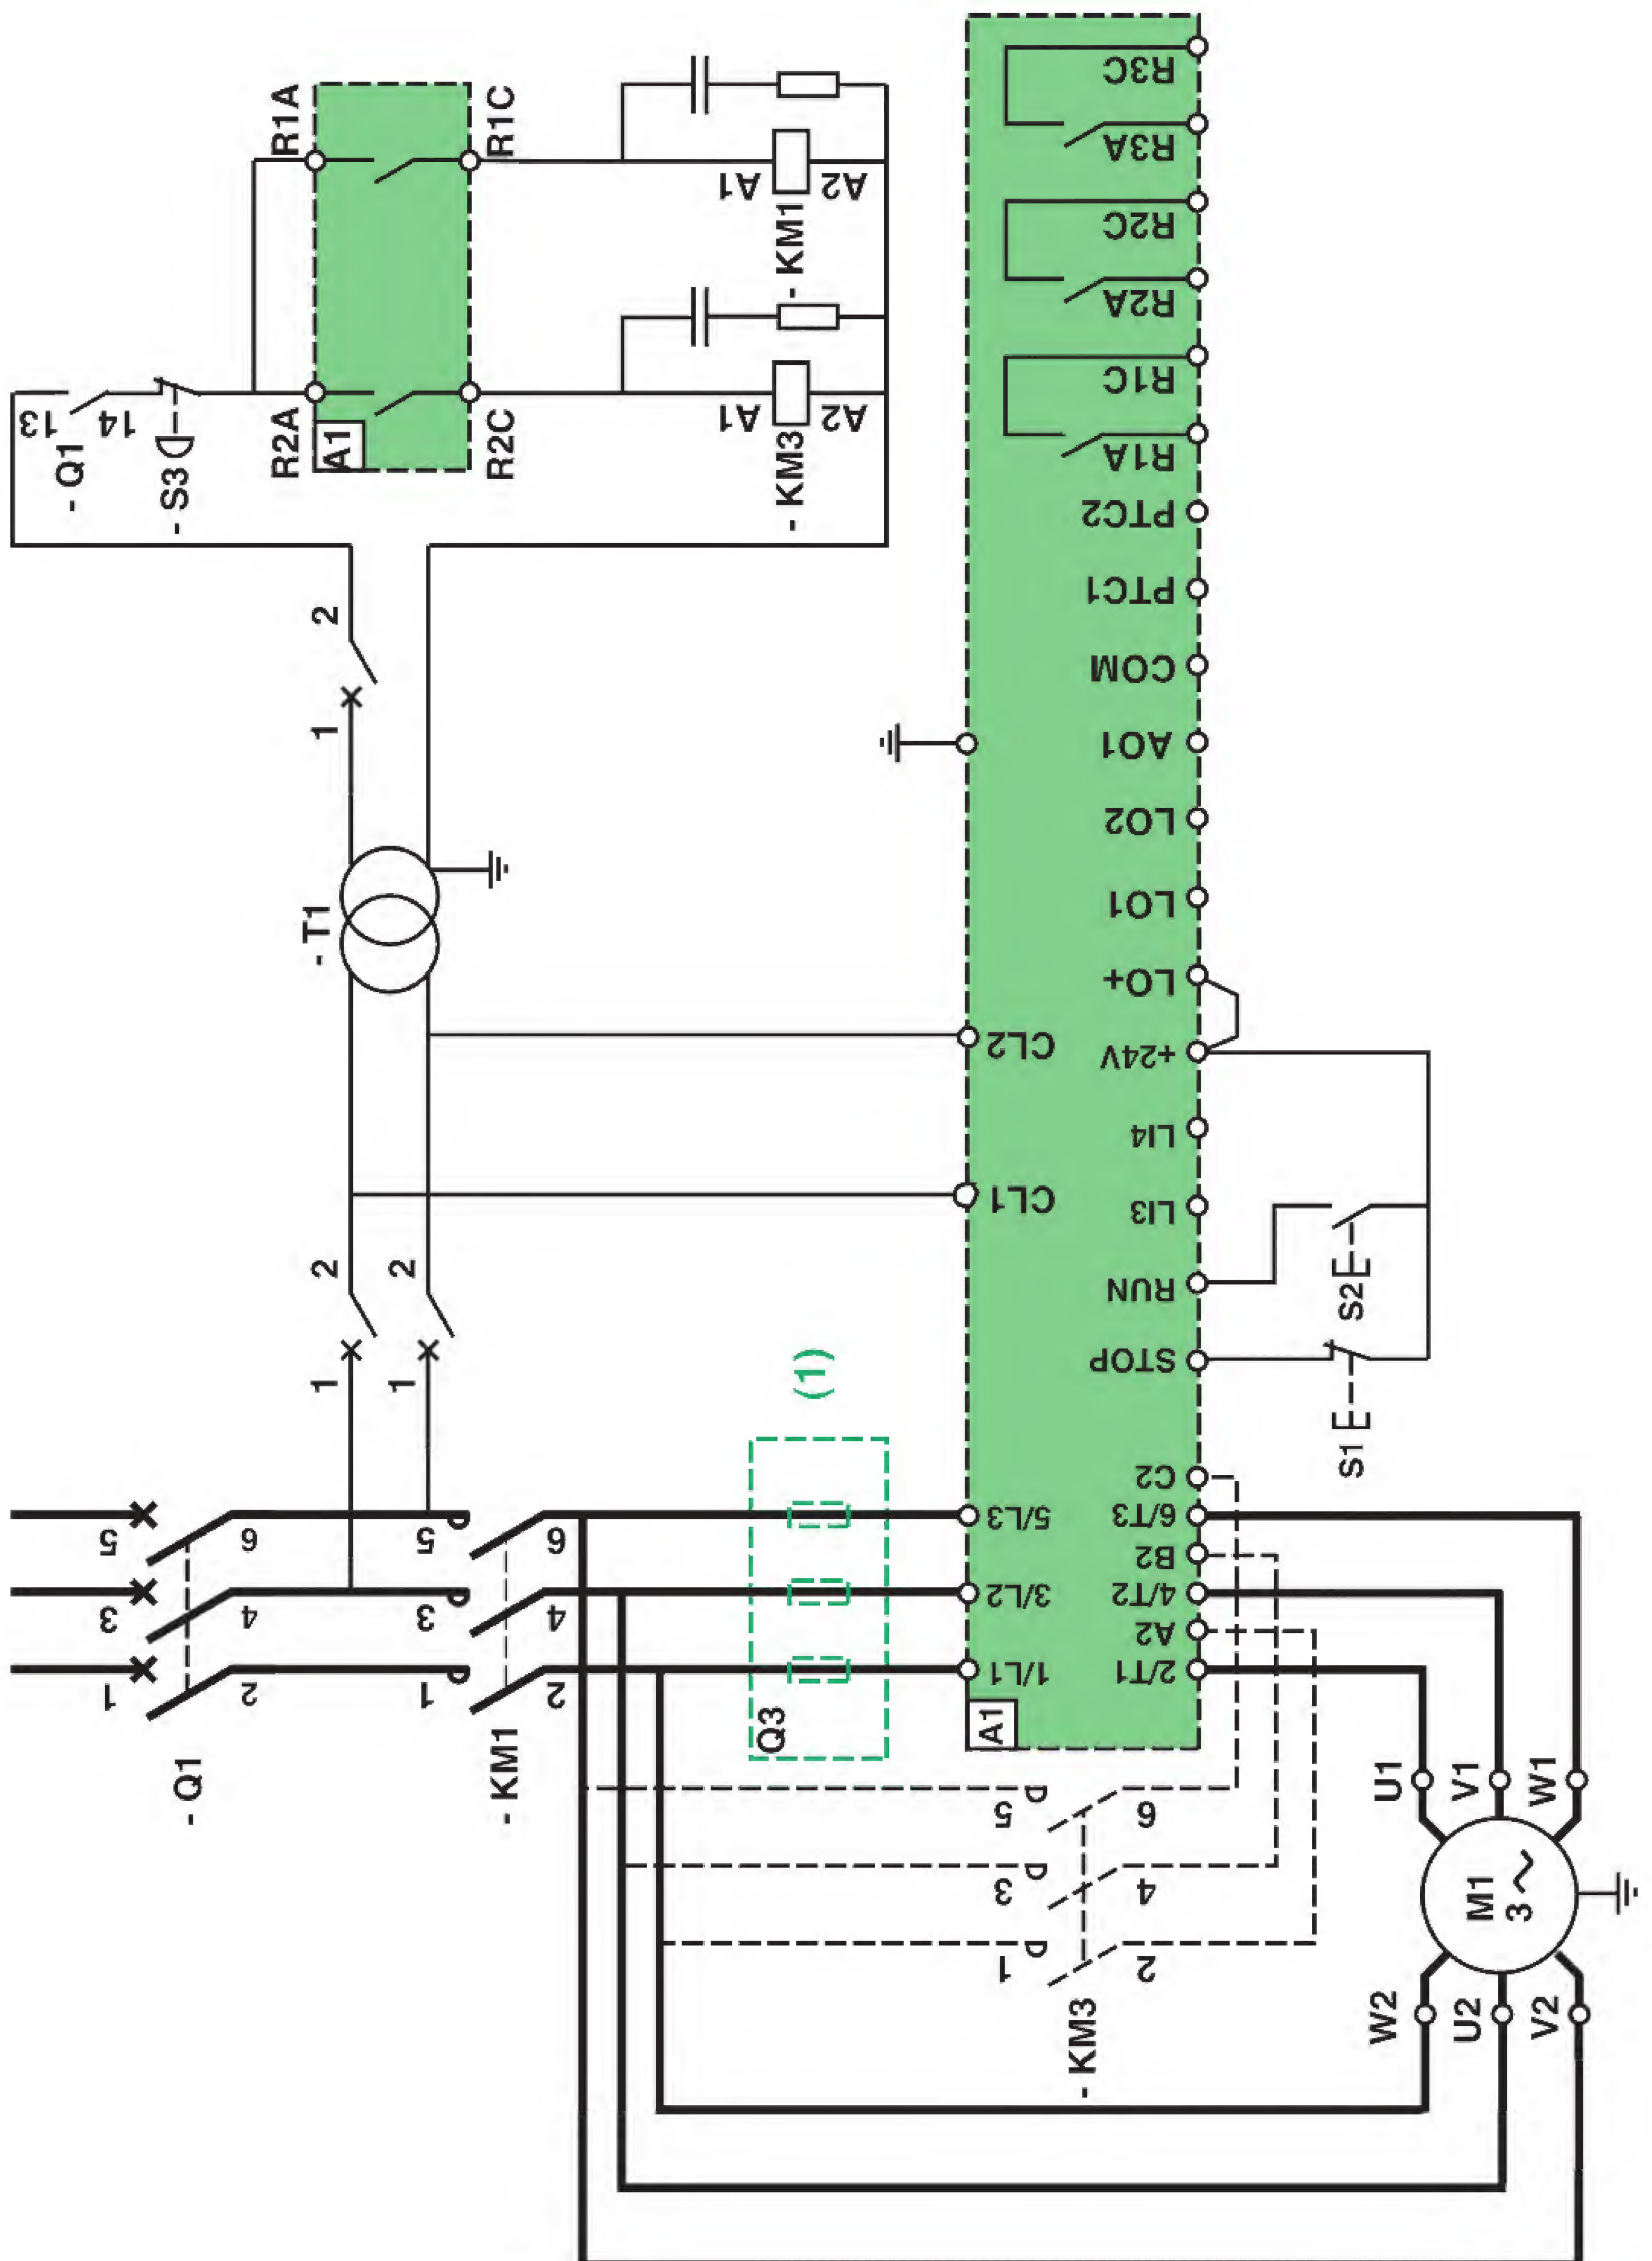 R1A
R1C
R2A
A1
R2C
13
14
- Q1
- S3
A1
A2
- KM1
A1
A2
- KM3
2
1
- T1
2
2
1
1
5
6
5
6
3
4
3
4
1
2
1
2
- Q1
- KM1
Q3
(1)
R3C
R3A
R2C
R2A
R1C
R1A
PTC2
PTC1
COM
AO1
LO2
LO1
LO+
CL2
+24V
LI4
CL1
LI3
RUN
STOP
S2
S1
C2
5/L3
6/T3
B2
3/L2
4/T2
A2
1/L1
2/T1
A1
5
6
3
4
1
2
- KM3
U1
V1
W1
M1
3 ~
W2
U2
V2